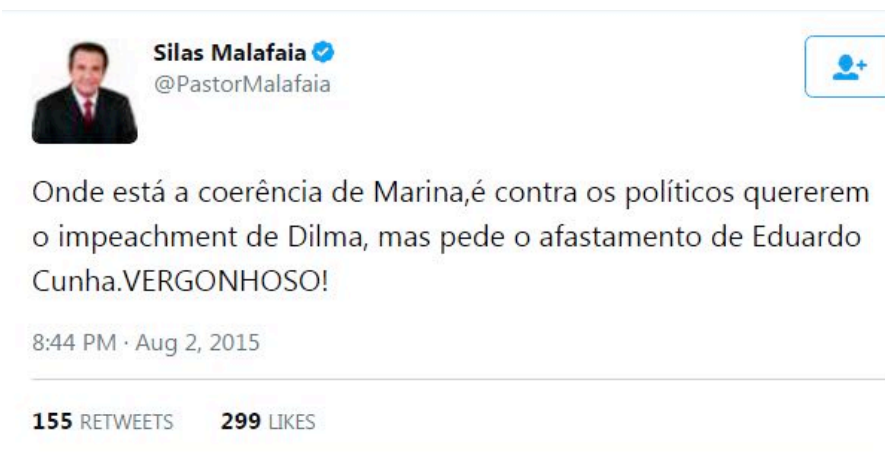 Silas Malafaia
@PastorMalafaia
Onde está a coerência de Marina,é contra os políticos quererem
o impeachment de Dilma, mas pede o afastamento de Eduardo
Cunha.VERGONHOSO!
8:44 PM · Aug 2, 2015
155 RETWEETS 299 LIKES